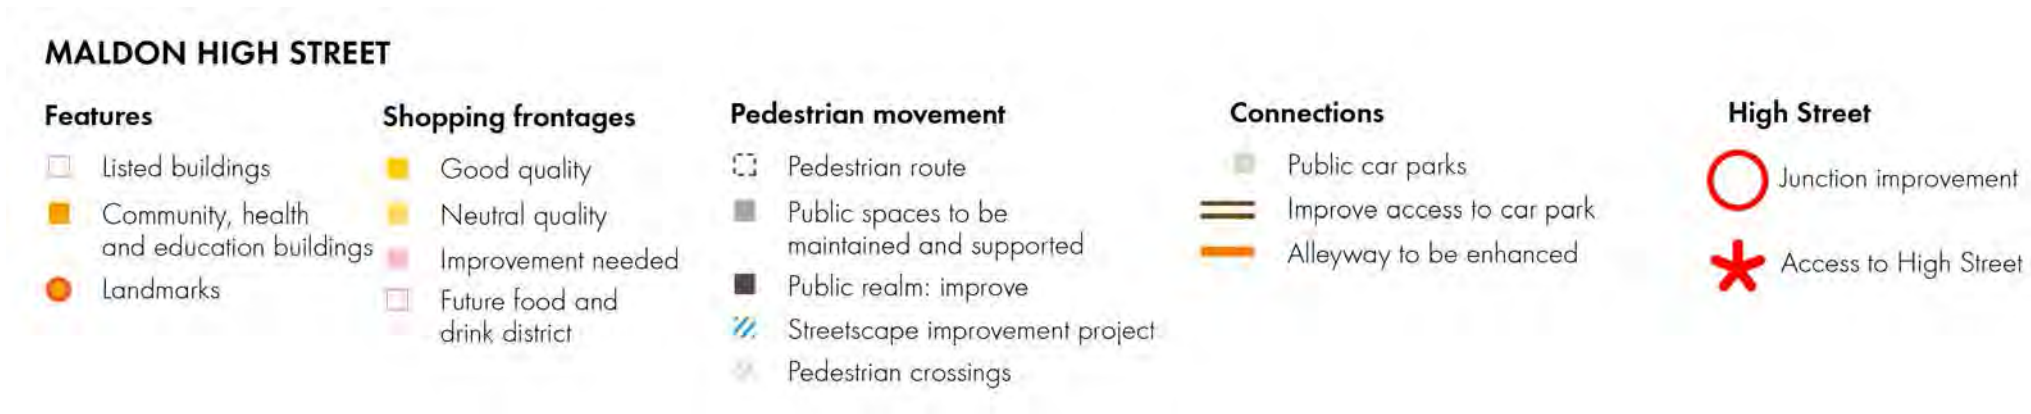 MALDON HIGH STREET
Features
Listed buildings
Community, health
and education buildings
Landmarks
Shopping frontages
Good quality
Neutral quality
Improvement needed
Future food and
drink district
Pedestrian movement
Pedestrian route
Public spaces to be
maintained and supported
Public realm: improve
Streetscape improvement project
Pedestrian crossings
Connections
Public car parks
Improve access to car park
Alleyway to be enhanced
High Street
Junction improvement
Access to High Street